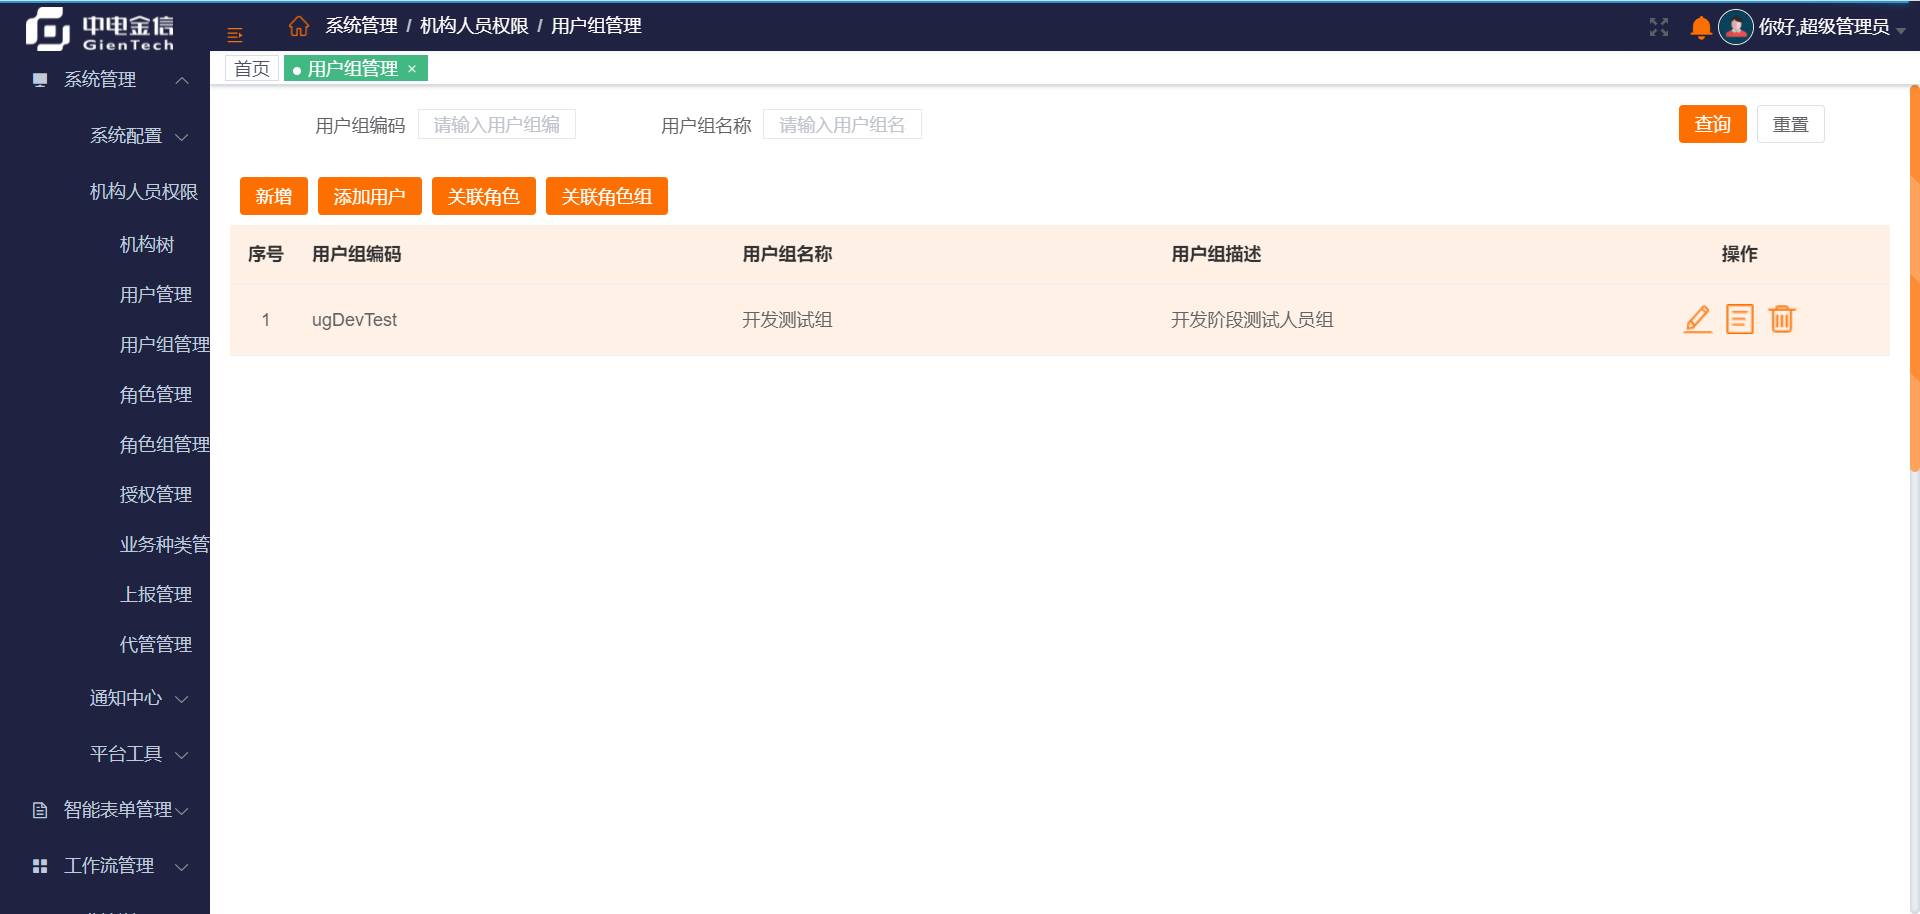 中电金信
GienTech
系统管理 / 机构人员权限 / 用户组管理
你好,超级管理员
首页
用户组管理 ×
系统管理
系统配置
机构人员权限
机构树
用户管理
用户组管理
角色管理
角色组管理
授权管理
业务种类管
上报管理
代管管理
通知中心
平台工具
智能表单管理
工作流管理
用户组编码 请输入用户组编
用户组名称 请输入用户组名
查询 重置
新增 添加用户 关联角色 关联角色组
序号 用户组编码 用户组名称 用户组描述 操作
1 ugDevTest 开发测试组 开发阶段测试人员组